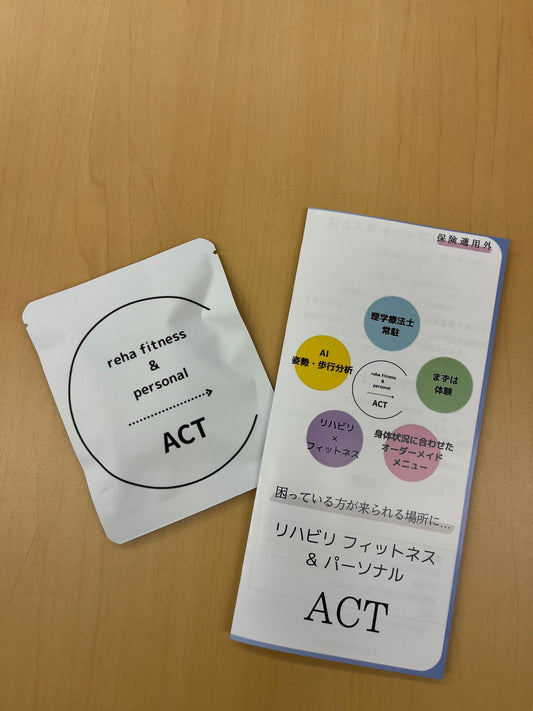 reha fitness
&
personal
ACT
保険適用外
理学療法士
常駐
AI
姿勢・歩行分析
まずは
体験
reha fitness
&
personal
ACT
リハビリ
×
フィットネス
身体状況に合わせた
オーダーメイド
メニュー
困っている方が来られる場所に...
リハビリ フィットネス
& パーソナル
ACT